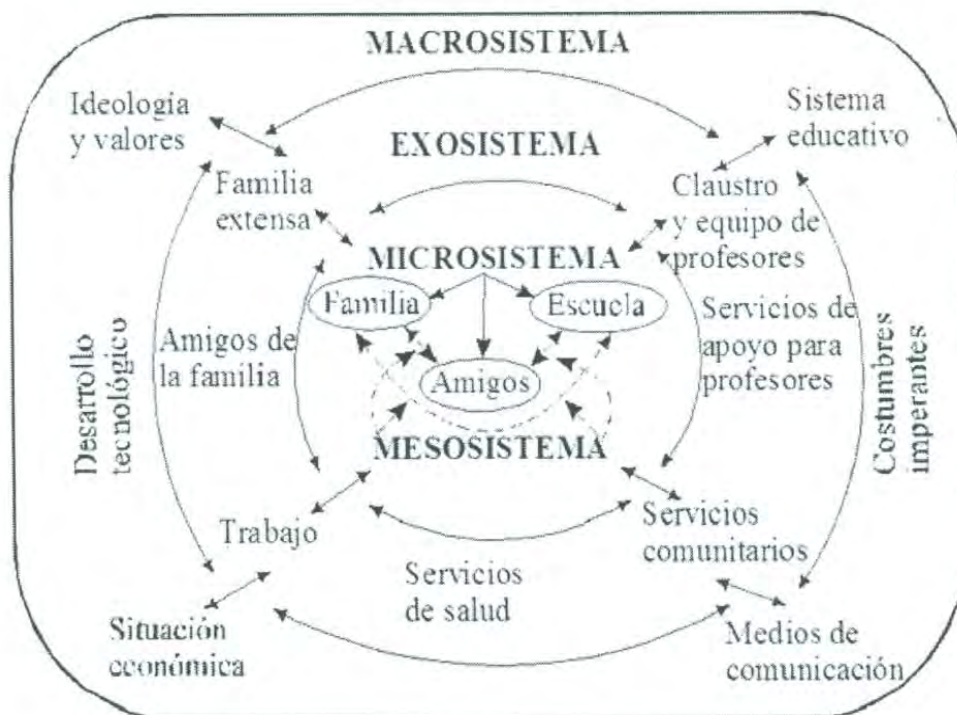 MACROSISTEMA
Ideología
y valores
Sistema
educativo
EXOSISTEMA
Familia
extensa
Claustro
y equipo de
profesores
MICROSISTEMA
Familia
Escuela
Amigos de
la familia
Servicios de
apoyo para
profesores
Amigos
Desarrollo
tecnológico
Costumbres
imperantes
MESOSISTEMA
Trabajo
Servicios
comunitarios
Servicios
de salud
Situación
económica
Medios de
comunicación